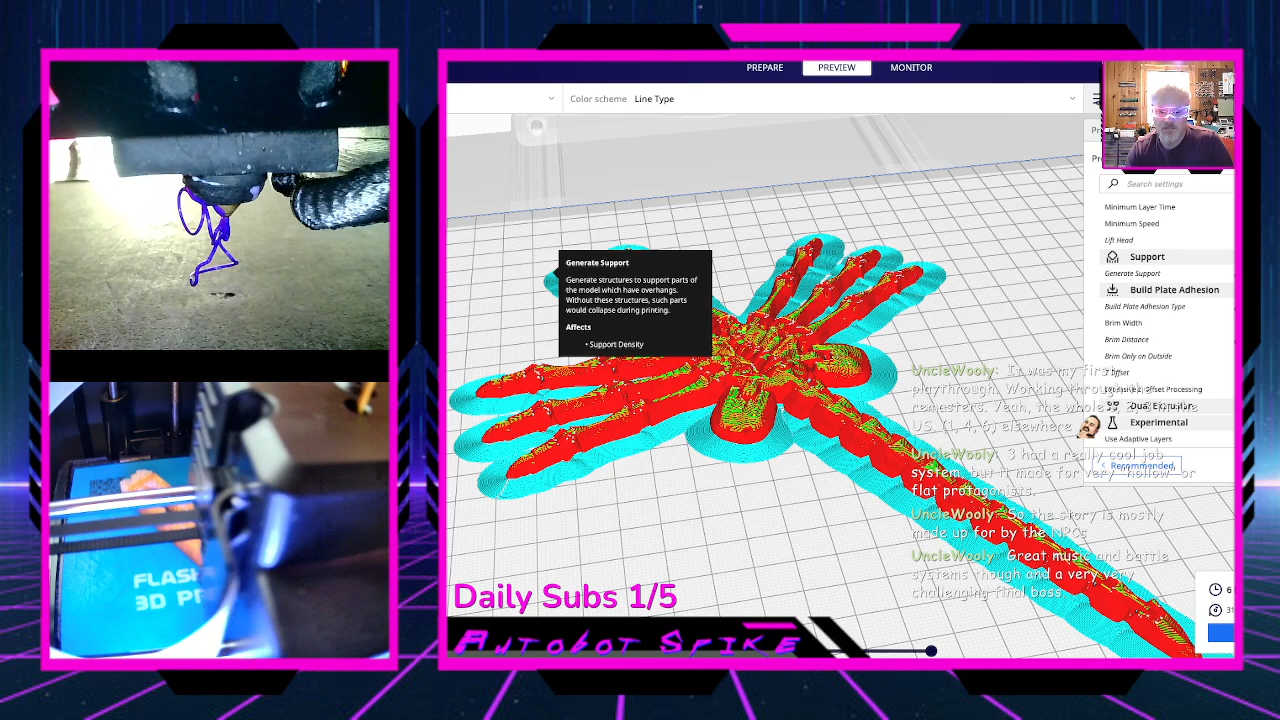 PREPARE
PREVIEW
MONITOR
Color scheme Line Type
Search settings
Minimum Layer Time
Minimum Speed
Lift Head
Support
Generate Support
Build Plate Adhesion
Build Plate Adhesion Type
Brim Width
Brim Distance
Brim Only on Outside
Experimental
Use Adaptive Layers
Recommended
Generate Support
Generate structures to support parts of
the model which have overhangs.
Without these structures, such parts
would collapse during printing.
Affects
• Support Density
UncleWooly: It was my first
playthrough. Working through the
remasters. Yeah, the whole
US (1, 4, 6) elsewhere
UncleWooly: 3 had a really cool job
system, but it made for very "hollow" or
flat protagonists.
UncleWooly: So the story is mostly
made up for by the NPCs
UncleWooly: Great music and battle
systems though and a very very
challenging final boss
FLASH
3D PR
Daily Subs 1/5
Autobot Spike